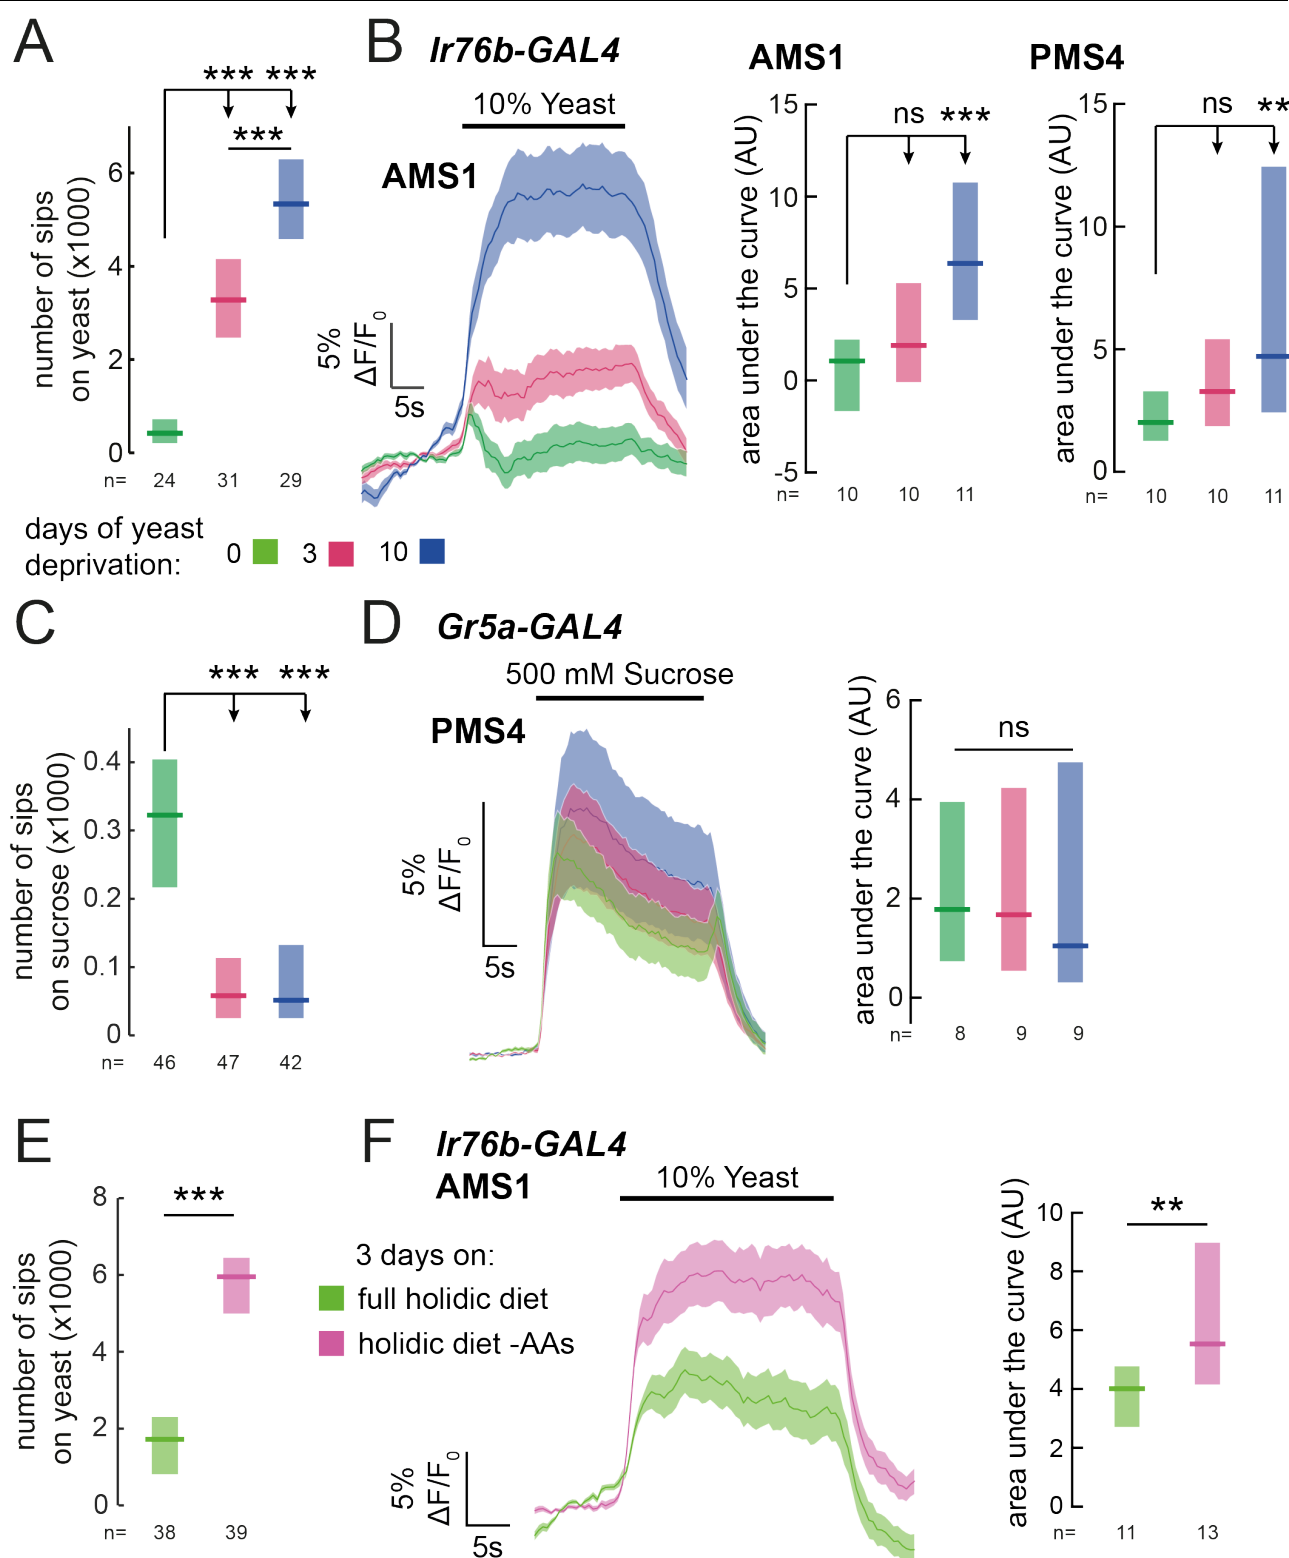 A
*** ***
***
number of sips
on yeast (x1000)
6
4
2
0
n= 24 31 29
B
Ir76b-GAL4
10% Yeast
AMS1
5%
ΔF/F0
5s
AMS1
area under the curve (AU)
15
10
5
0
-5
ns ***
n= 10 10 11
PMS4
area under the curve (AU)
15
10
5
0
ns **
n= 10 10 11
days of yeast
deprivation: 0 3 10
C
*** ***
number of sips
on sucrose (x1000)
0.4
0.3
0.2
0.1
0
n= 46 47 42
D
Gr5a-GAL4
500 mM Sucrose
PMS4
5%
ΔF/F0
5s
area under the curve (AU)
6
4
2
0
ns
n= 8 9 9
E
***
number of sips
on yeast (x1000)
8
6
4
2
0
n= 38 39
F
Ir76b-GAL4
AMS1
10% Yeast
3 days on:
full holidic diet
holidic diet -AAs
5%
ΔF/F0
5s
area under the curve (AU)
10
8
6
4
2
0
**
n= 11 13